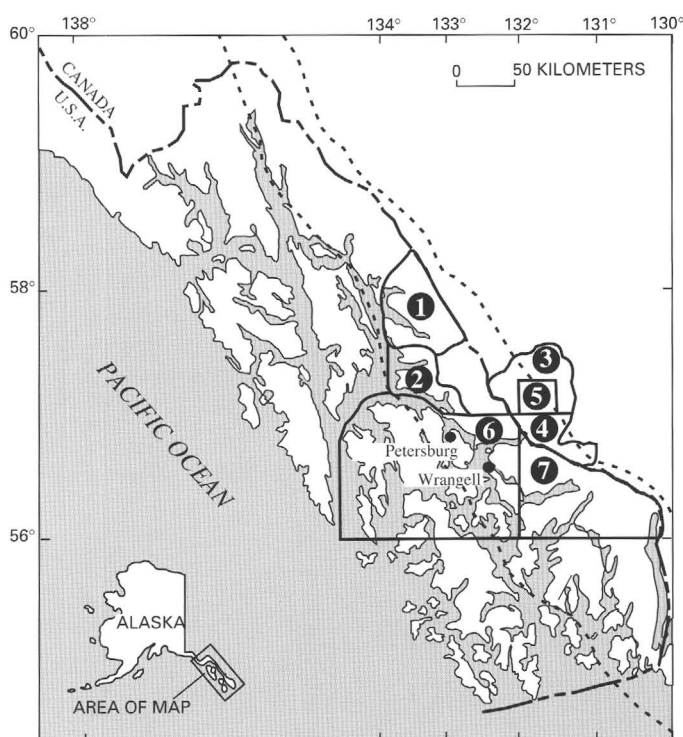 138°
134°
133°
132°
131°
130°
60°
CANADA
U.S.A.
0 50 KILOMETERS
58°
1
3
2
5
4
6
Petersburg
7
Wrangell
PACIFIC OCEAN
56°
ALASKA
AREA OF MAP